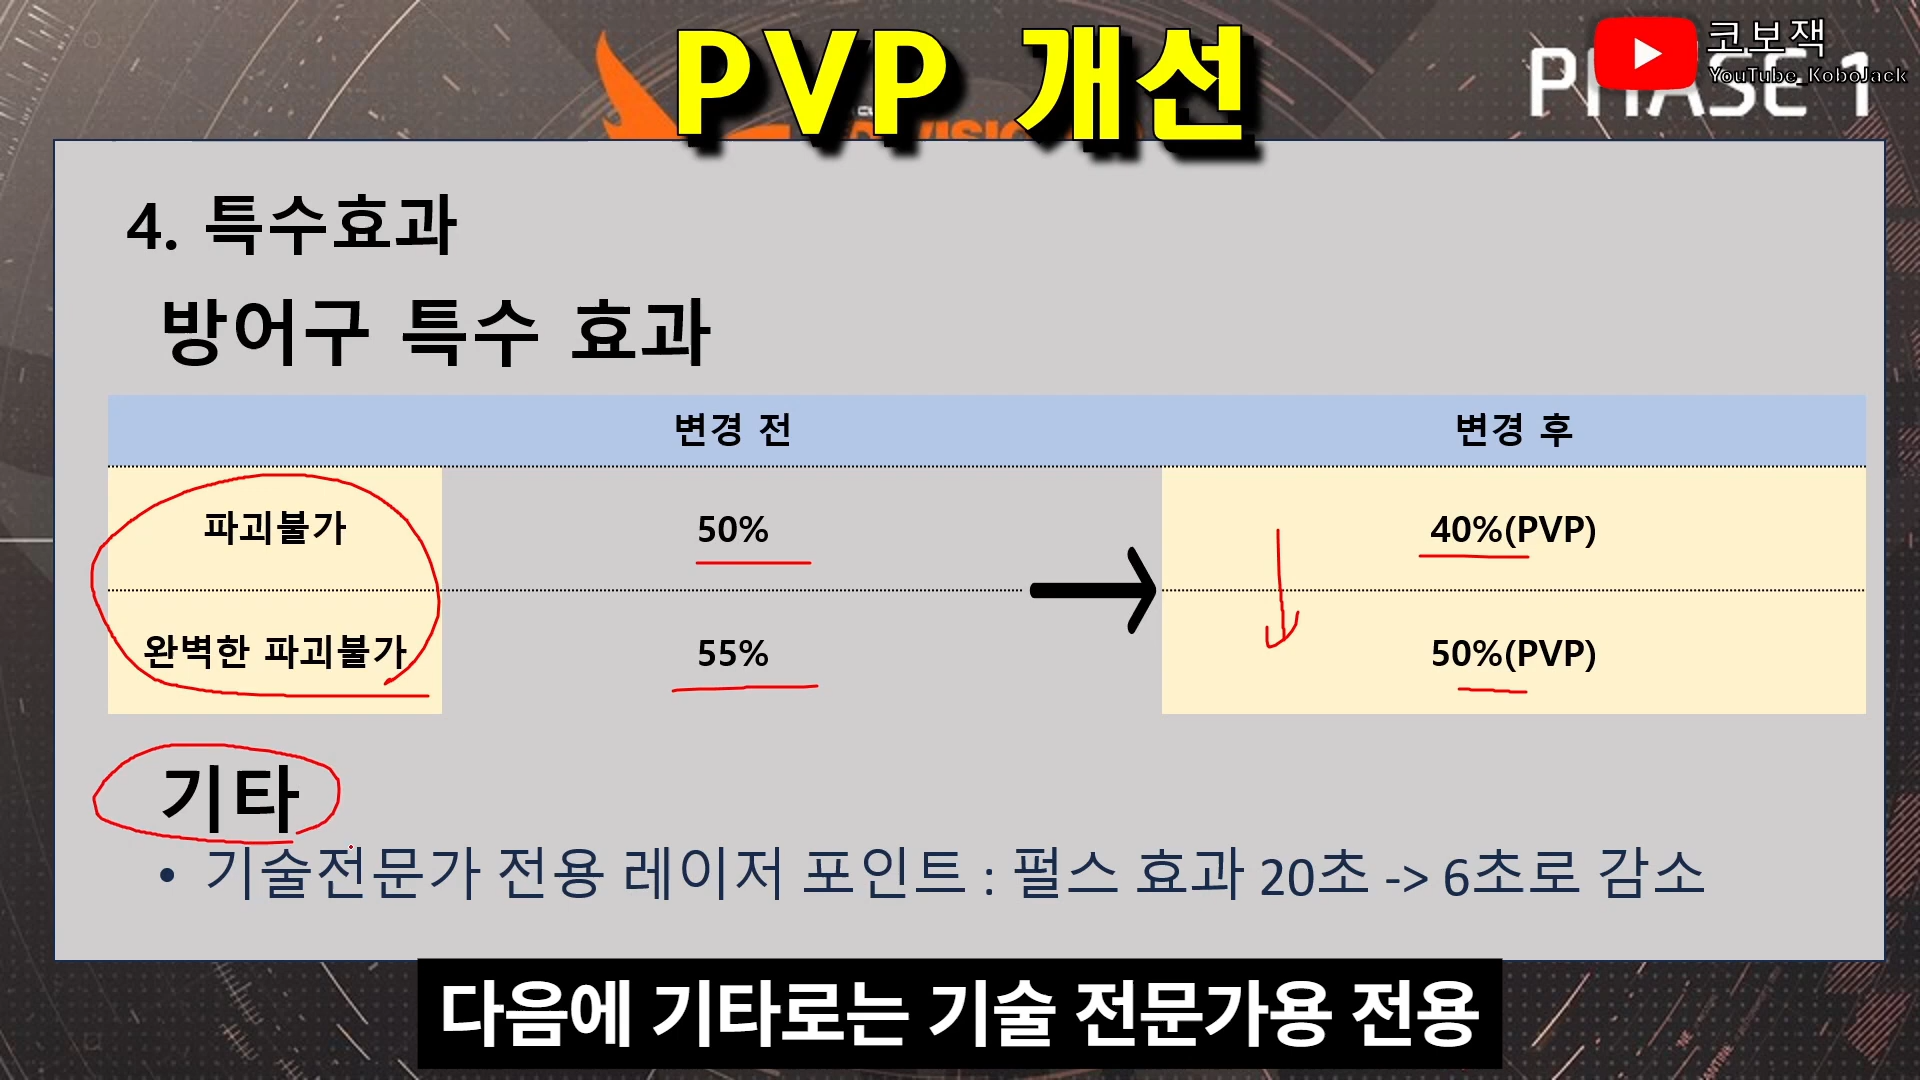 PVP 개선
코보잭
YouTube_KoboJack
PHASE 1
4. 특수효과
방어구 특수 효과
변경 전 변경 후
파괴불가 50% 40%(PVP)
완벽한 파괴불가 55% 50%(PVP)
기타
• 기술전문가 전용 레이저 포인트 : 펄스 효과 20초 -> 6초로 감소
다음에 기타로는 기술 전문가용 전용